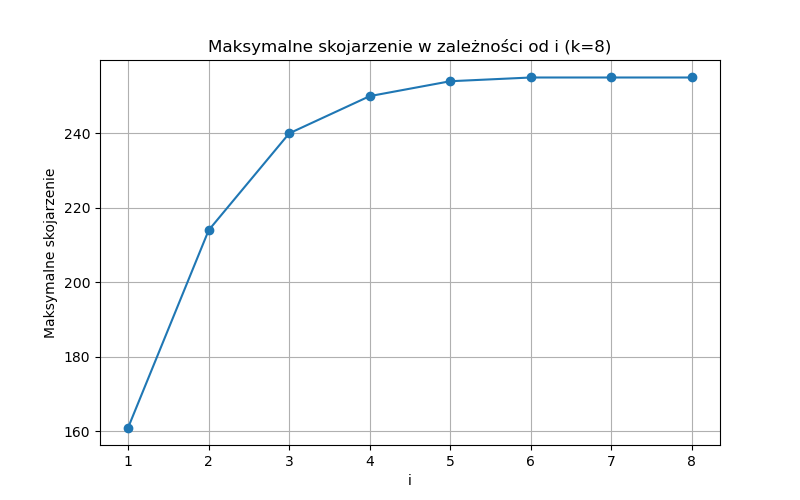 Maksymalne skojarzenie w zależności od i (k=8)
Maksymalne skojarzenie
240
220
200
180
160
1 2 3 4 5 6 7 8
i